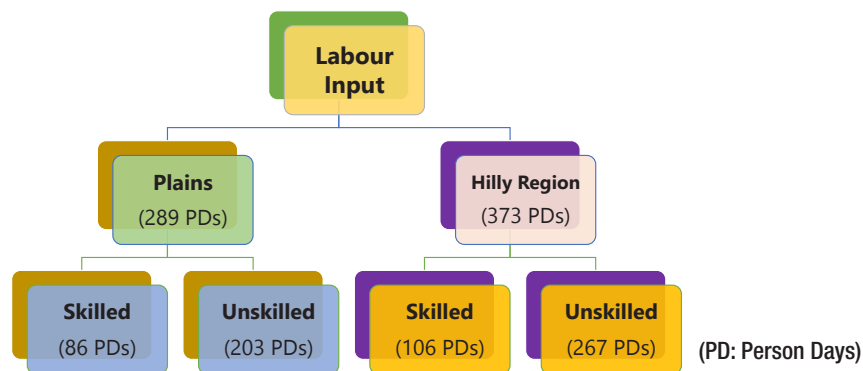 Labour
Input
Plains
(289 PDs)
Hilly Region
(373 PDs)
Skilled
(86 PDs)
Unskilled
(203 PDs)
Skilled
(106 PDs)
Unskilled
(267 PDs)
(PD: Person Days)